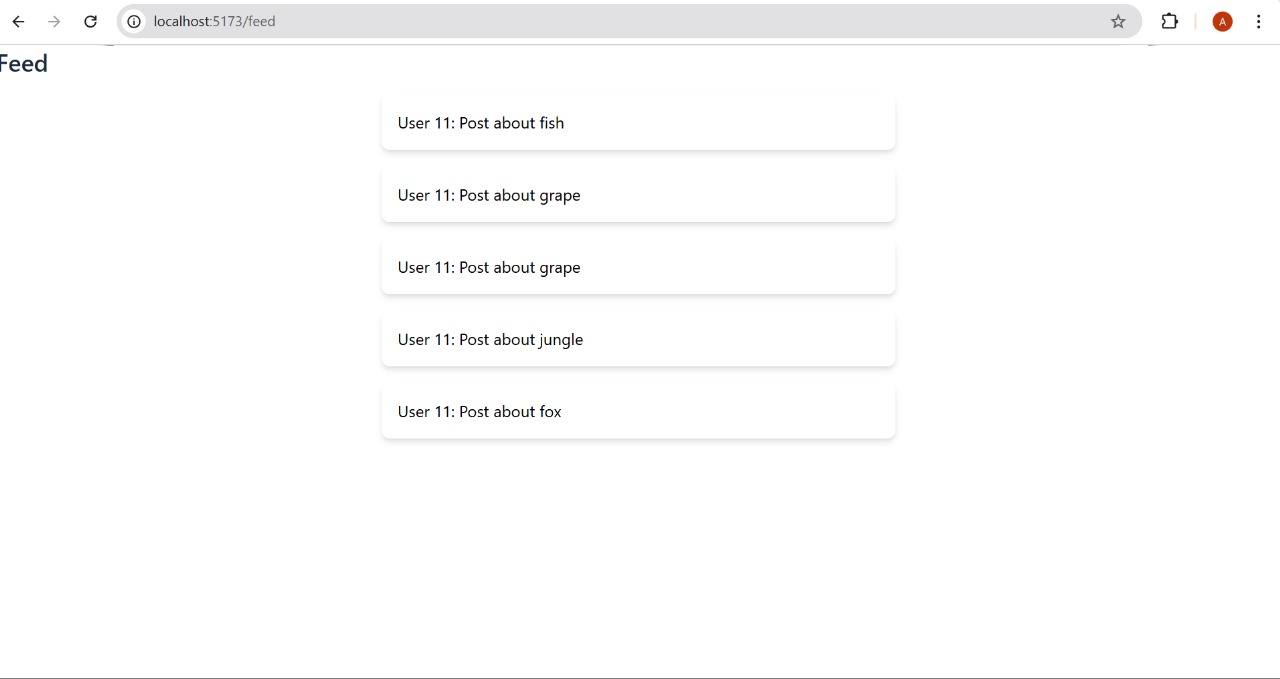 localhost:5173/feed
A
Feed
User 11: Post about fish
User 11: Post about grape
User 11: Post about grape
User 11: Post about jungle
User 11: Post about fox